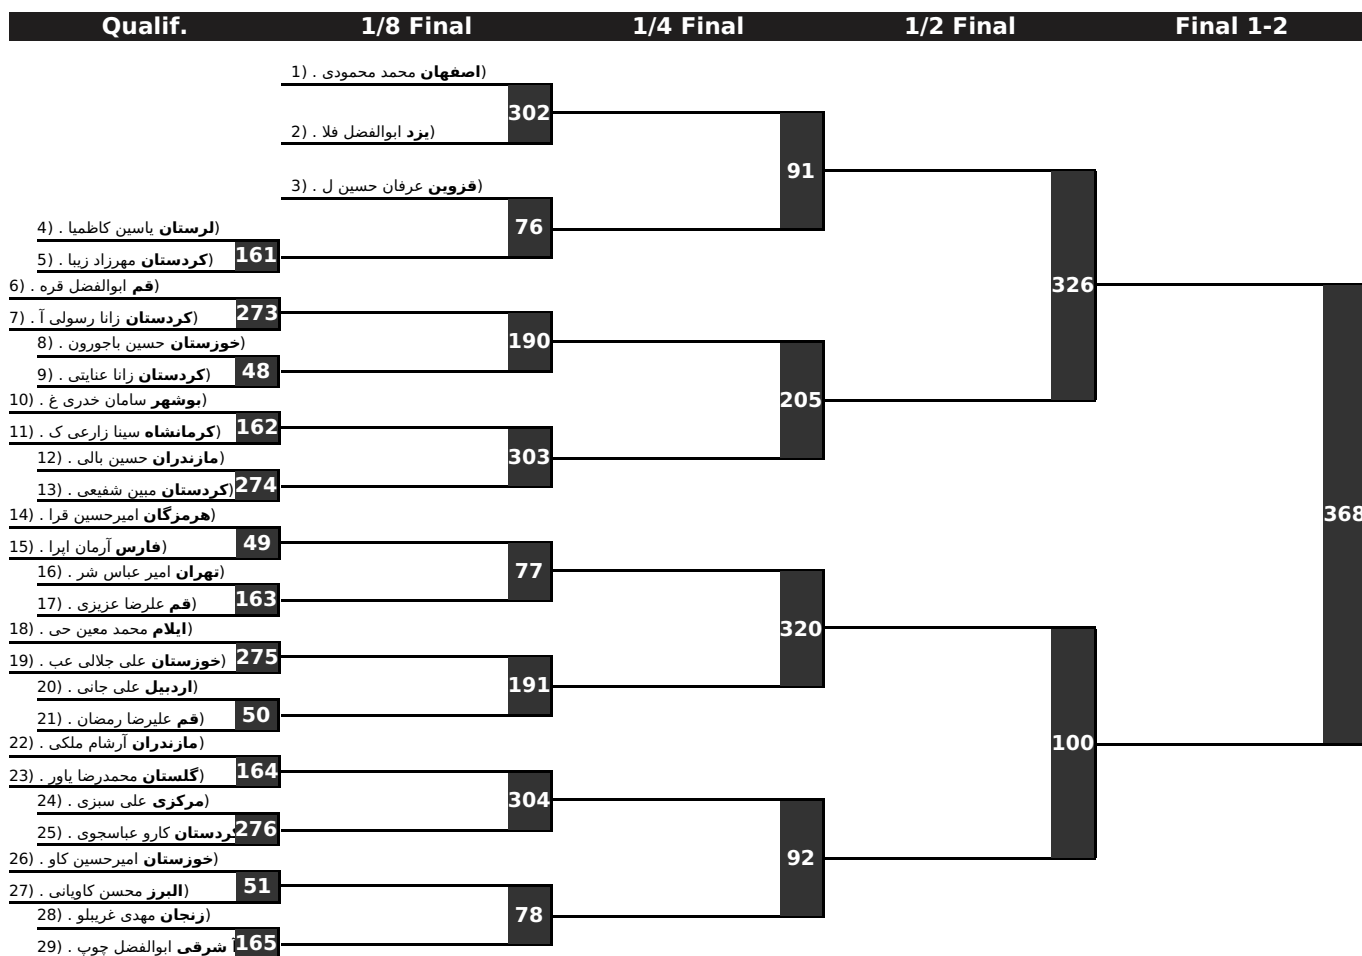 Qualif. 1/8 Final 1/4 Final 1/2 Final Final 1-2
1) . محمد محمودی اصفهان)
302
2) . ابوالفضل فلا یزد)
91
3) . عرفان حسین ل قزوین)
76
4) . یاسین کاظمیا لرستان)
161
5) . مهرزاد زیبا کردستان)
326
6) . ابوالفضل قره قم)
273
7) . زانا رسولی آ کردستان)
190
8) . حسین باجورون خوزستان)
48
9) . زانا عنایتی کردستان)
205
10) . سامان خدری غ بوشهر)
162
11) . سینا زارعی ک کرمانشاه)
303
12) . حسین بالی مازندران)
274
13) . مبین شفیعی کردستان)
368
14) . امیرحسین قرا هرمزگان)
49
15) . آرمان اپرا فارس)
77
16) . امیر عباس شر تهران)
163
17) . علرضا عزیزی قم)
320
18) . محمد معین حی ایلام)
275
19) . علی جلالی عب خوزستان)
191
20) . علی جانی اردبیل)
50
21) . علیرضا رمضان قم)
100
22) . آرشام ملکی مازندران)
164
23) . محمدرضا یاور گلستان)
304
24) . علی سبزی مرکزی)
276
25) . کارو عباسجوی کردستان
92
26) . امیرحسین کاو خوزستان)
51
27) . محسن کاویانی البرز)
78
28) . مهدی غریبلو زنجان)
165
29) . ابوالفضل چوپ آ شرقی